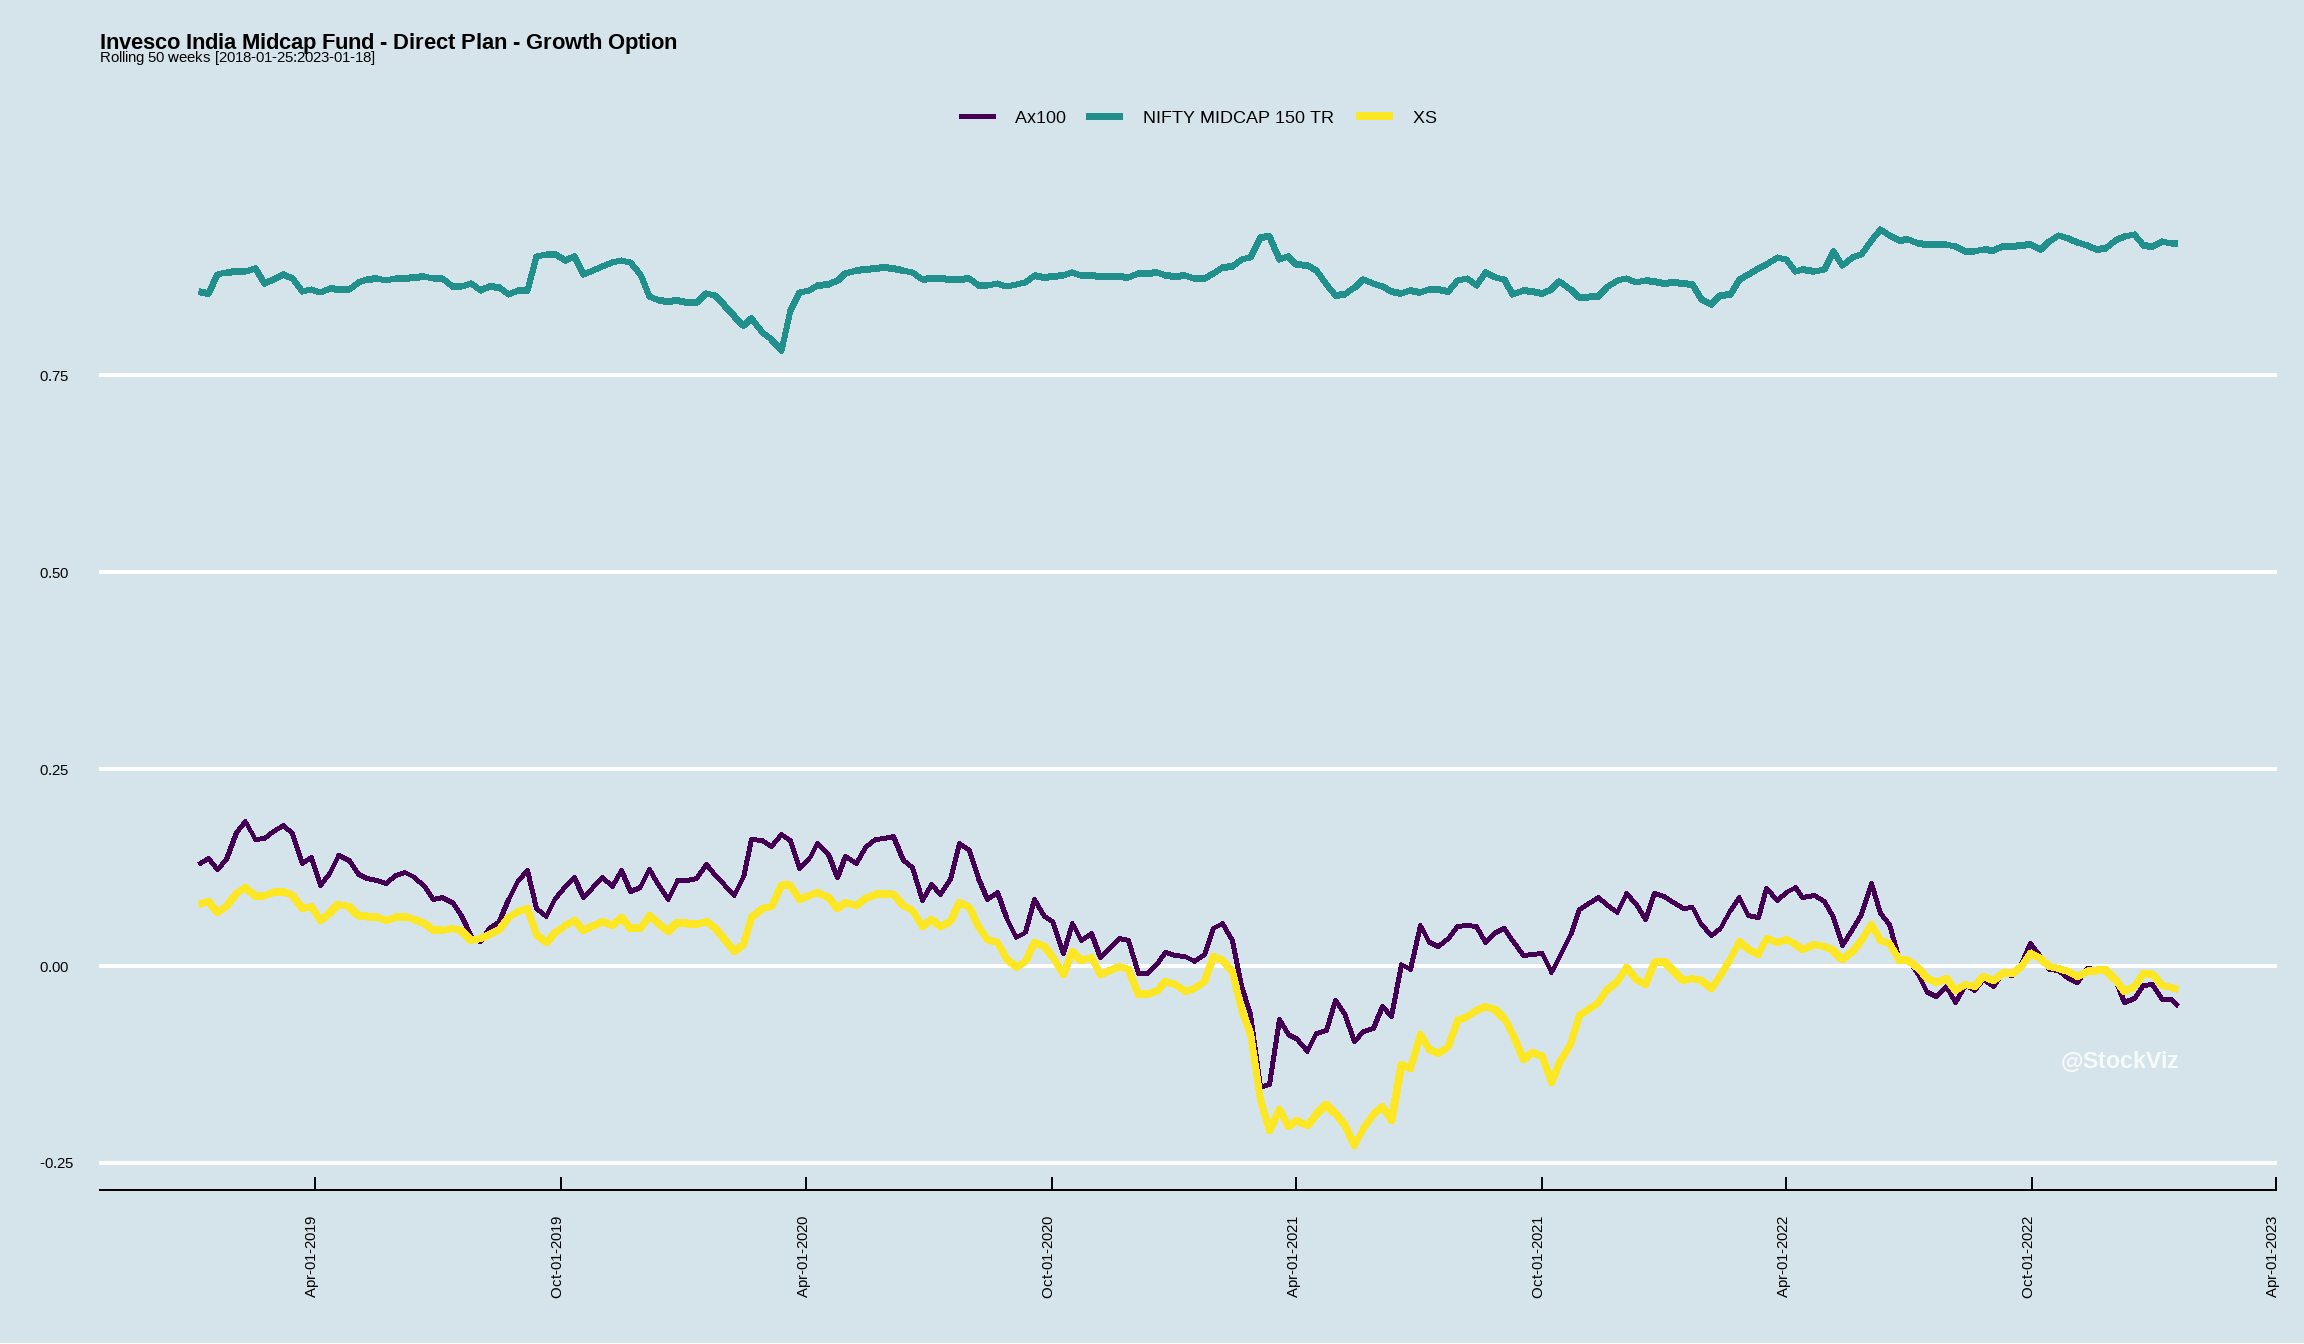 Invesco India Midcap Fund - Direct Plan - Growth Option
Rolling 50 weeks [2018-01-25:2023-01-18]
Ax100 NIFTY MIDCAP 150 TR XS
0.75
0.50
0.25
0.00
-0.25
@StockViz
Apr-01-2019 Oct-01-2019 Apr-01-2020 Oct-01-2020 Apr-01-2021 Oct-01-2021 Apr-01-2022 Oct-01-2022 Apr-01-2023